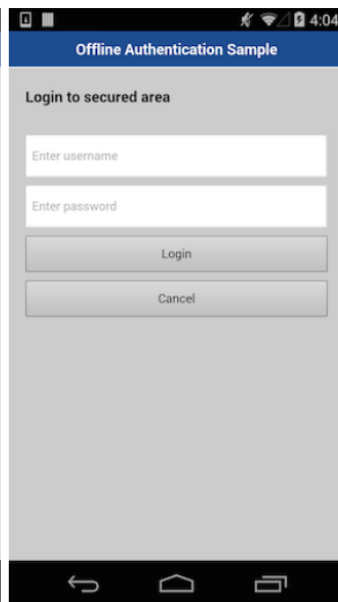 4:04
Offline Authentication Sample
Login to secured area
Enter username
Enter password
Login
Cancel